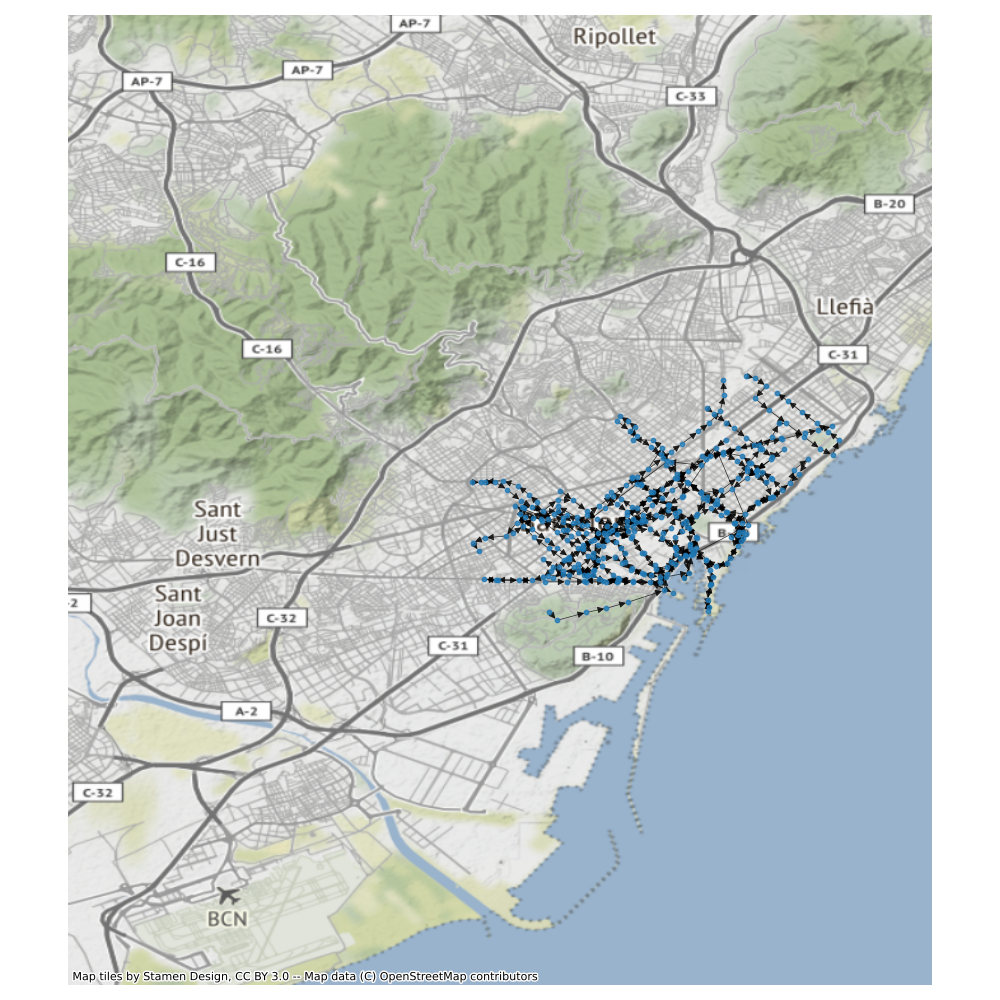 AP-7
Ripollet
AP-7
AP-7
C-33
B-20
C-16
Llefià
C-16
C-31
Sant
Just
Desvern
Sant
Joan
Despí
-2
C-32
C-31
B-10
A-2
C-32
BCN
Map tiles by Stamen Design, CC BY 3.0 -- Map data (C) OpenStreetMap contributors